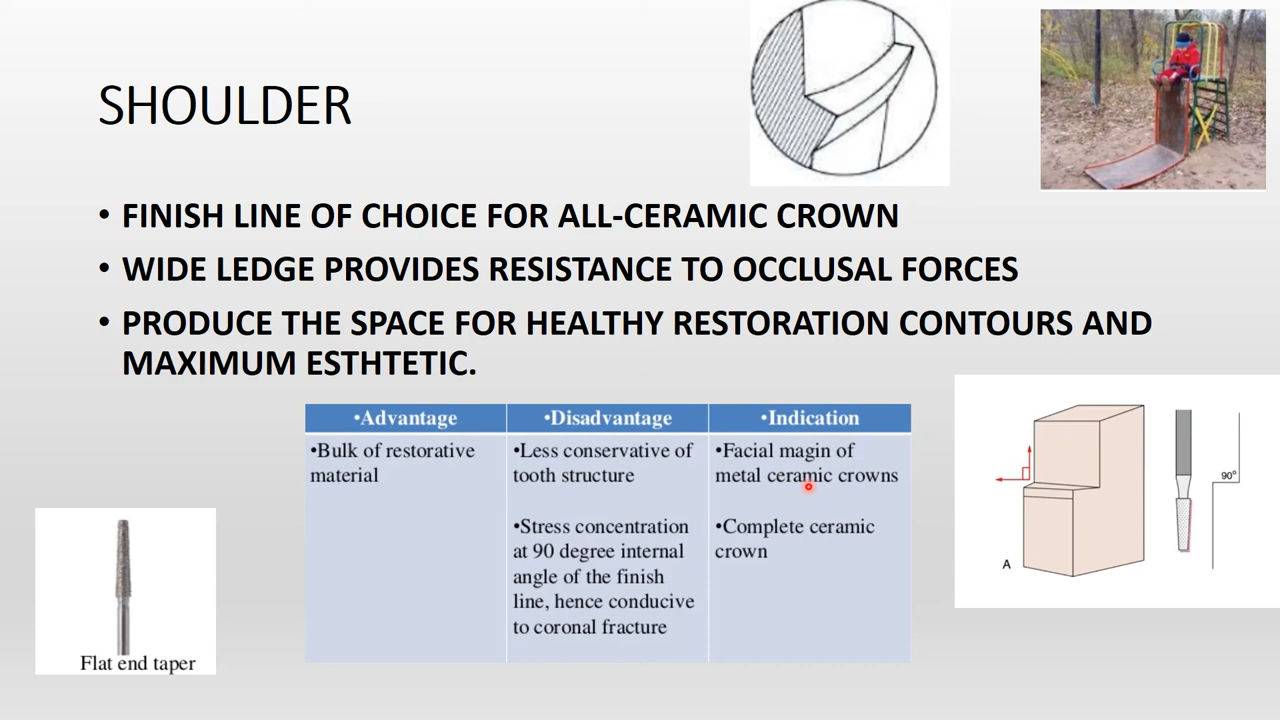 SHOULDER
• FINISH LINE OF CHOICE FOR ALL-CERAMIC CROWN
• WIDE LEDGE PROVIDES RESISTANCE TO OCCLUSAL FORCES
• PRODUCE THE SPACE FOR HEALTHY RESTORATION CONTOURS AND
MAXIMUM ESTHTETIC.
•Advantage
•Bulk of restorative
material
•Disadvantage
•Less conservative of
tooth structure
•Stress concentration
at 90 degree internal
angle of the finish
line, hence conducive
to coronal fracture
•Indication
•Facial magin of
metal ceramic crowns
•Complete ceramic
crown
90°
A
Flat end taper